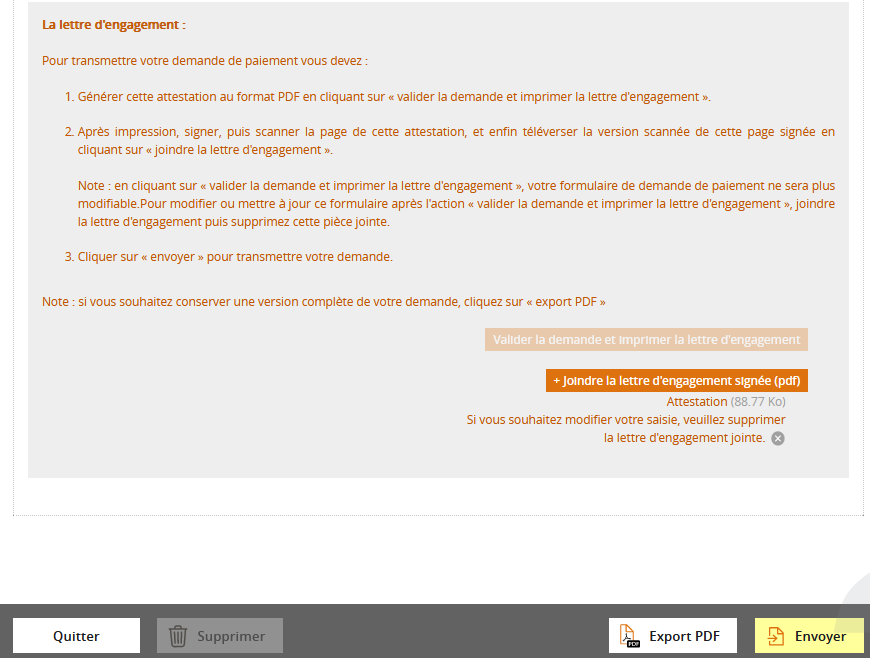 La lettre d'engagement :
Pour transmettre votre demande de paiement vous devez :
1. Générer cette attestation au format PDF en cliquant sur « valider la demande et imprimer la lettre d'engagement ».
2. Après impression, signer, puis scanner la page de cette attestation, et enfin téléverser la version scannée de cette page signée en
cliquant sur « joindre la lettre d'engagement ».
Note : en cliquant sur « valider la demande et imprimer la lettre d'engagement », votre formulaire de demande de paiement ne sera plus
modifiable.Pour modifier ou mettre à jour ce formulaire après l'action « valider la demande et imprimer la lettre d'engagement », joindre
la lettre d'engagement puis supprimez cette pièce jointe.
3. Cliquer sur « envoyer » pour transmettre votre demande.
Note : si vous souhaitez conserver une version complète de votre demande, cliquez sur « export PDF »
Valider la demande et imprimer la lettre d'engagement
+ Joindre la lettre d'engagement signée (pdf)
Attestation (88.77 Ko)
Si vous souhaitez modifier votre saisie, veuillez supprimer
la lettre d'engagement jointe.
Quitter
Supprimer
PDF
Export PDF
Envoyer